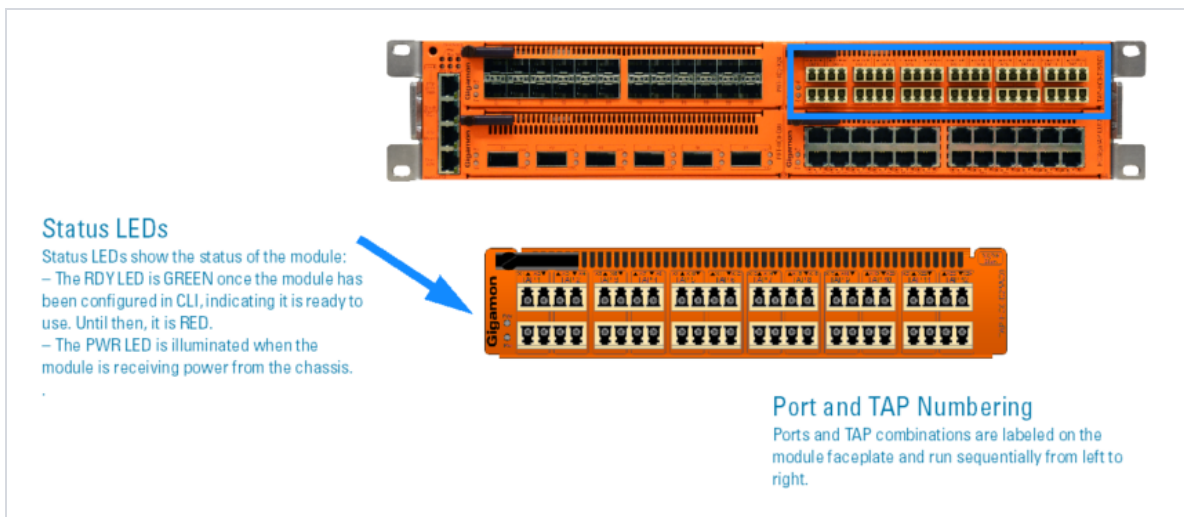 Gigamon
Gigamon
Gigamon
Gigamon
Status LEDs
Status LEDs show the status of the module:
– The RDY LED is GREEN once the module has
been configured in CLI, indicating it is ready to
use. Until then, it is RED.
– The PWR LED is illuminated when the
module is receiving power from the chassis.
.
Gigamon
Port and TAP Numbering
Ports and TAP combinations are labeled on the
module faceplate and run sequentially from left to
right.